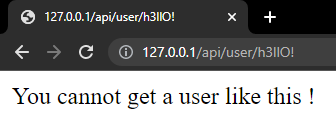 127.0.0.1/api/user/h3llO!
127.0.0.1/api/user/h3llO!
You cannot get a user like this !